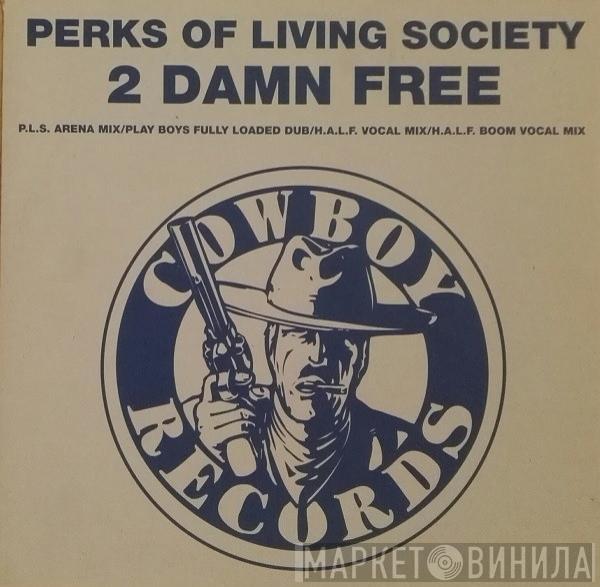 PERKS OF LIVING SOCIETY
2 DAMN FREE
P.L.S. ARENA MIX/PLAY BOYS FULLY LOADED DUB/H.A.L.F. VOCAL MIX/H.A.L.F. BOOM VOCAL MIX
COWBOY
RECORDS
МАРКЕТ ВИНИЛА